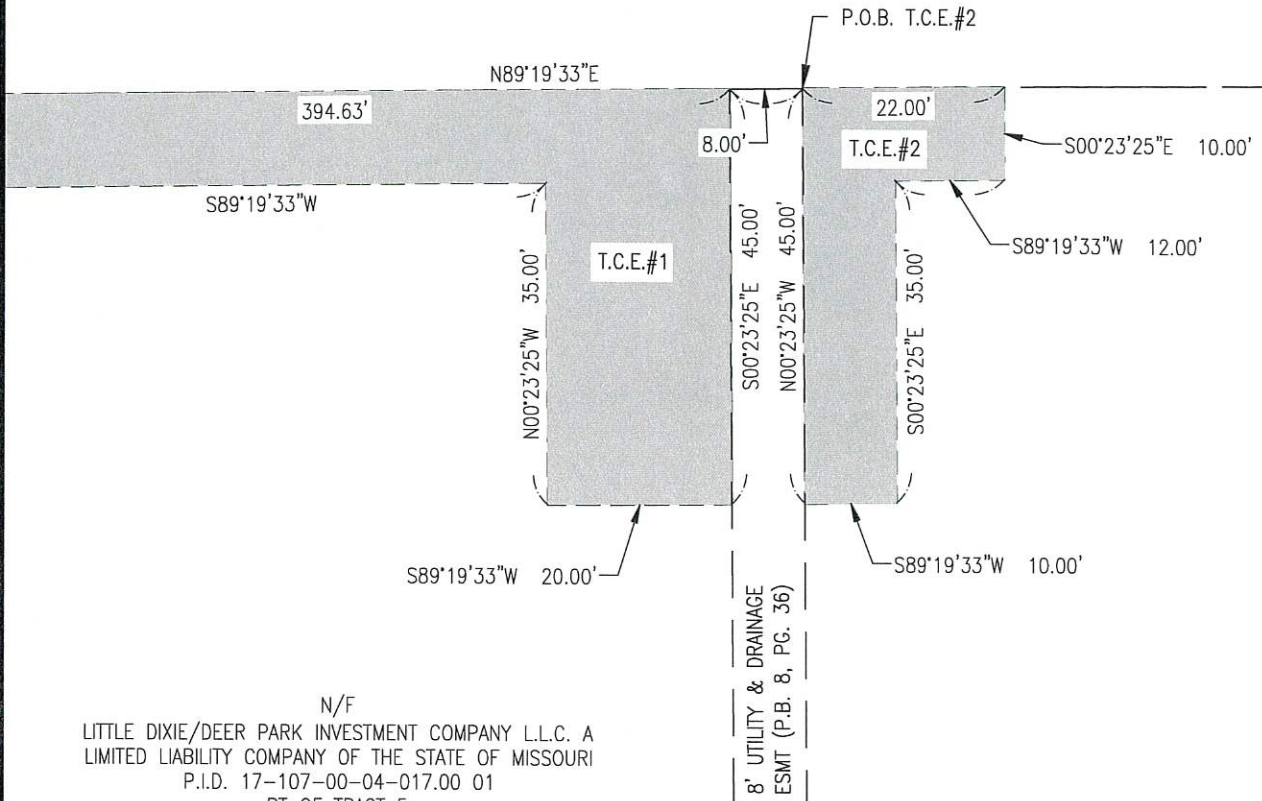 P.O.B. T.C.E.#2
N89°19'33"E
394.63'
22.00'
8.00'
T.C.E.#2
S00°23'25"E 10.00'
S89°19'33"W
S89°19'33"W 12.00'
T.C.E.#1
N00°23'25"W 35.00'
S00°23'25"E 45.00'
N00°23'25"W 45.00'
S00°23'25"E 35.00'
S89°19'33"W 20.00'
S89°19'33"W 10.00'
8' UTILITY & DRAINAGE
ESMT (P.B. 8, PG. 36)
N/F
LITTLE DIXIE/DEER PARK INVESTMENT COMPANY L.L.C. A
LIMITED LIABILITY COMPANY OF THE STATE OF MISSOURI
P.I.D. 17-107-00-04-017.00 01